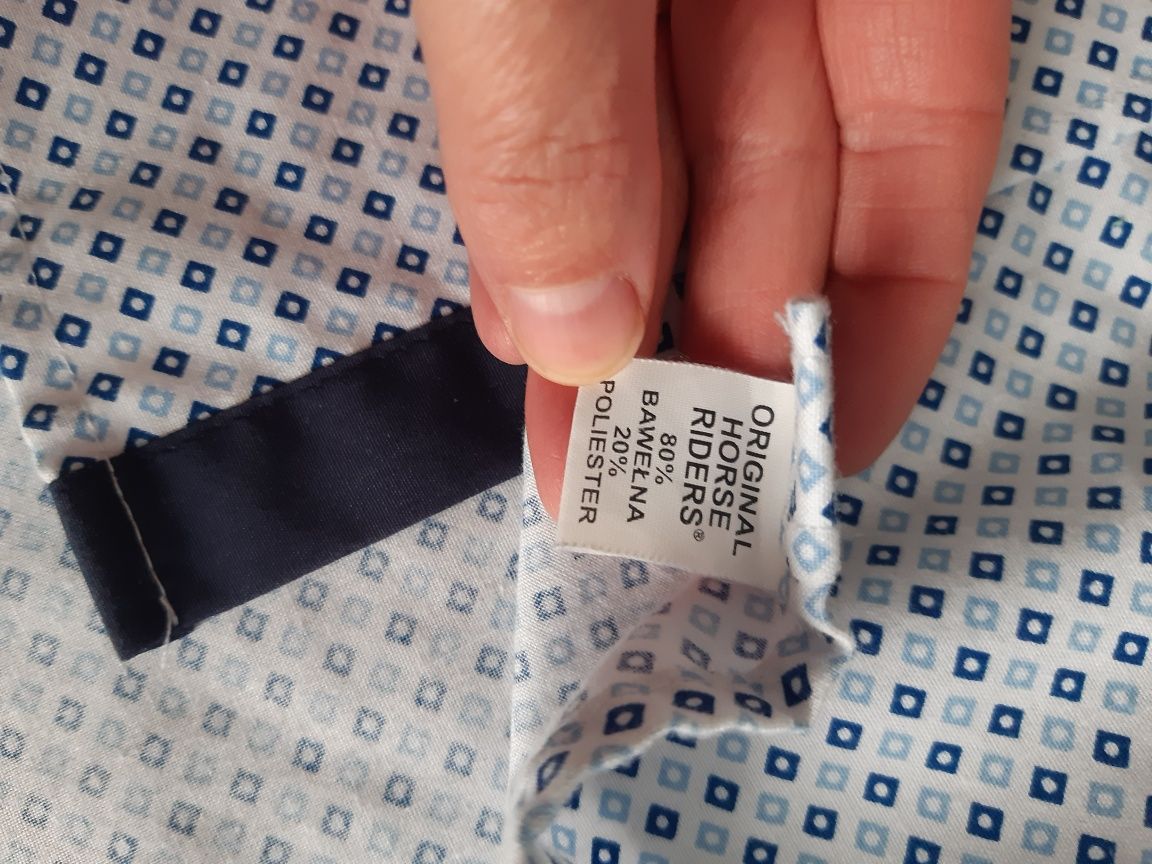 ORIGINAL
HORSE
RIDERS®
80%
BAWEŁNA
20%
POLIESTER